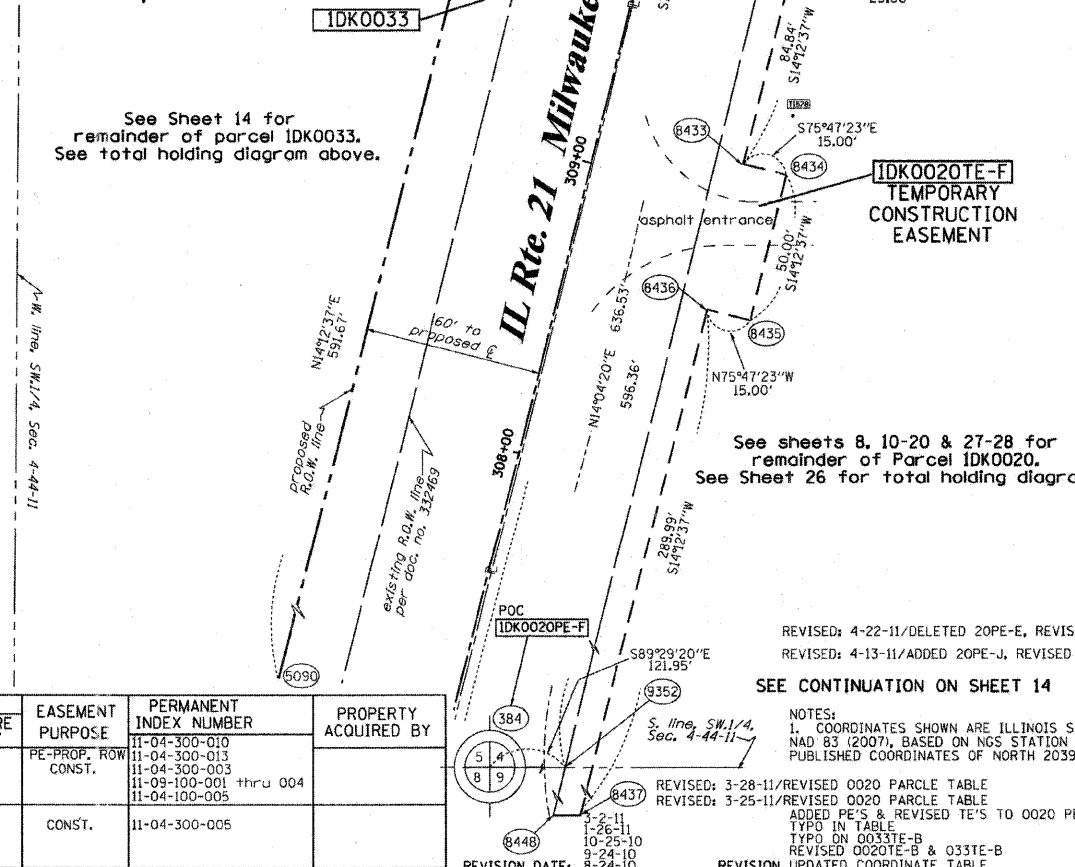 1DK0033
See Sheet 14 for
remainder of parcel 1DK0033.
See total holding diagram above.
IL Rte. 21 Milwauke
309+00
308+00
84.84'
S14°12'37"W
8433
S75°47'23"E
15.00'
8434
1DK0020TE-F
TEMPORARY
CONSTRUCTION
EASEMENT
asphalt entrance
50.00'
S14°12'37"W
8436
8435
N75°47'23"W
15.00'
636.53'
N14°04'20"E
596.36'
N14°12'37"E
591.67'
60' to
proposed ℄
W. line, SW.1/4, Sec. 4-44-11
proposed
R.O.W. line
existing R.O.W. line
per doc. no. 332469
See sheets 8, 10-20 & 27-28 for
remainder of Parcel 1DK0020.
See Sheet 26 for total holding diagra
289.99'
S14°12'37"W
POC
1DK0020PE-F
S89°29'20"E
121.95'
5090
9352
384
S. line, SW.1/4,
Sec. 4-44-11
5 4
8 9
8437
8448
REVISED: 4-22-11/DELETED 20PE-E, REVIS
REVISED: 4-13-11/ADDED 20PE-J, REVISED
SEE CONTINUATION ON SHEET 14
NOTES:
1. COORDINATES SHOWN ARE ILLINOIS S
NAD 83 (2007), BASED ON NGS STATION
PUBLISHED COORDINATES OF NORTH 2039
REVISED: 3-28-11/REVISED 0020 PARCLE TABLE
REVISED: 3-25-11/REVISED 0020 PARCLE TABLE
3-2-11 ADDED PE'S & REVISED TE'S TO 0020 PE
1-26-11 TYPO IN TABLE
10-25-10 TYPO ON 0033TE-B
9-24-10 REVISED 0020TE-B & 033TE-B
REVISION DATE: 8-24-10 REVISION UPDATED COORDINATE TABLE
EASEMENT
PURPOSE
PERMANENT
INDEX NUMBER
PROPERTY
ACQUIRED BY
PE-PROP. ROW
CONST.
11-04-300-010
11-04-300-013
11-04-300-003
11-09-100-001 thru 004
11-04-100-005
CONST.
11-04-300-005